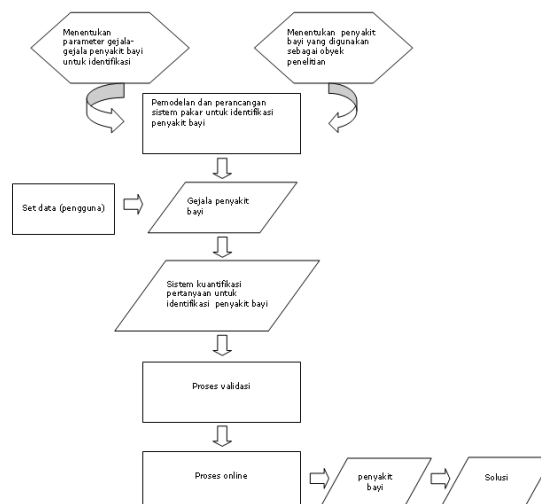 Menentukan
parameter gejala-
gejala penyakit bayi
untuk identifikasi
Menentukan penyakit
bayi yang digunakan
sebagai obyek
penelitian
Pemodelan dan perancangan
sistem pakar untuk identifikasi
penyakit bayi
Set data (pengguna)
Gejala penyakit
bayi
Sistem kuantifikasi
pertanyaan untuk
identifikasi penyakit bayi
Proses validasi
Proses online
penyakit
bayi
Solusi